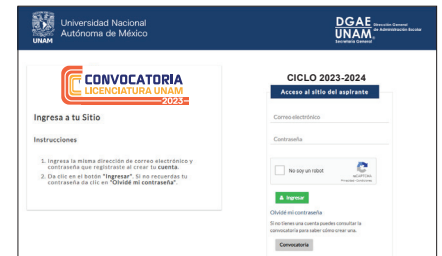 Universidad Nacional
Autónoma de México
UNAM
DGAE
UNAM
Dirección General
de Administración Escolar
Secretaría General
CONVOCATORIA
LICENCIATURA UNAM
2023
Ingresa a tu Sitio
Instrucciones
1. Ingresa la misma dirección de correo electrónico y
contraseña que registraste al crear tu cuenta.
2. Da clic en el botón "Ingresar". Si no recuerdas tu
contraseña da clic en "Olvidé mi contraseña".
CICLO 2023-2024
Acceso al sitio del aspirante
Correo electrónico
Contraseña
No soy un robot
reCAPTCHA
Ingresar
Olvidé mi contraseña
Si no tienes una cuenta puedes consultar la
convocatoria para saber cómo crear una.
Convocatoria